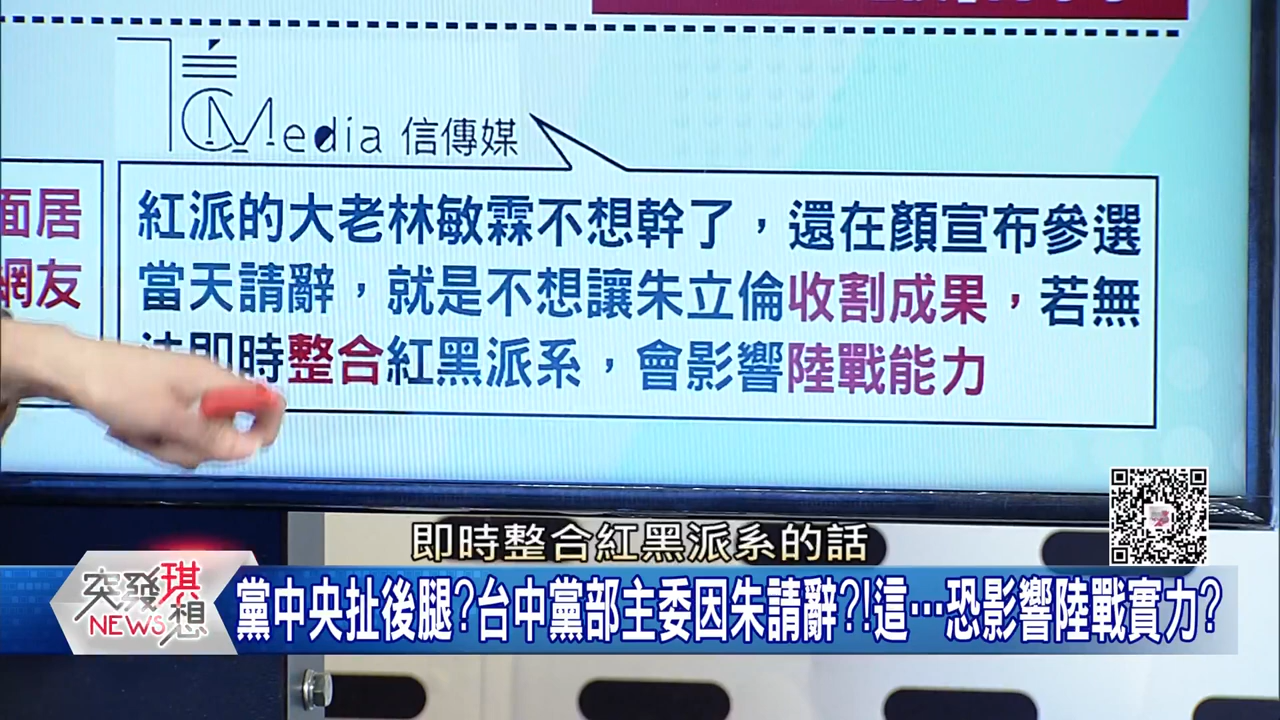 信 CMedia 信傳媒
面居
網友
紅派的大老林敏霖不想幹了，還在顏宣布參選
當天請辭，就是不想讓朱立倫收割成果，若無
法即時整合紅黑派系，會影響陸戰能力
即時整合紅黑派系的話
突發琪想
NEWS
黨中央扯後腿?台中黨部主委因朱請辭?!這…恐影響陸戰實力?